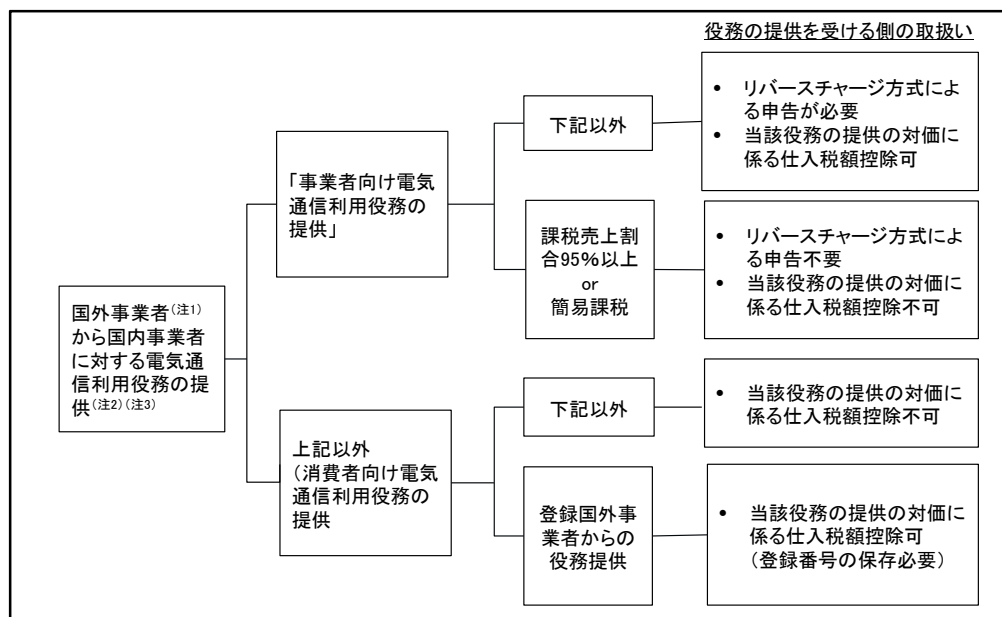 役務の提供を受ける側の取扱い
• リバースチャージ方式によ
る申告が必要
• 当該役務の提供の対価に
係る仕入税額控除可
下記以外
「事業者向け電気
通信利用役務の
提供」
課税売上割
合95%以上
or
簡易課税
• リバースチャージ方式によ
る申告不要
• 当該役務の提供の対価に
係る仕入税額控除不可
国外事業者(注1)
から国内事業者
に対する電気通
信利用役務の提
供(注2)(注3)
下記以外
• 当該役務の提供の対価に
係る仕入税額控除不可
上記以外
(消費者向け電気
通信利用役務の
提供
登録国外事
業者からの
役務提供
• 当該役務の提供の対価に
係る仕入税額控除可
(登録番号の保存必要)